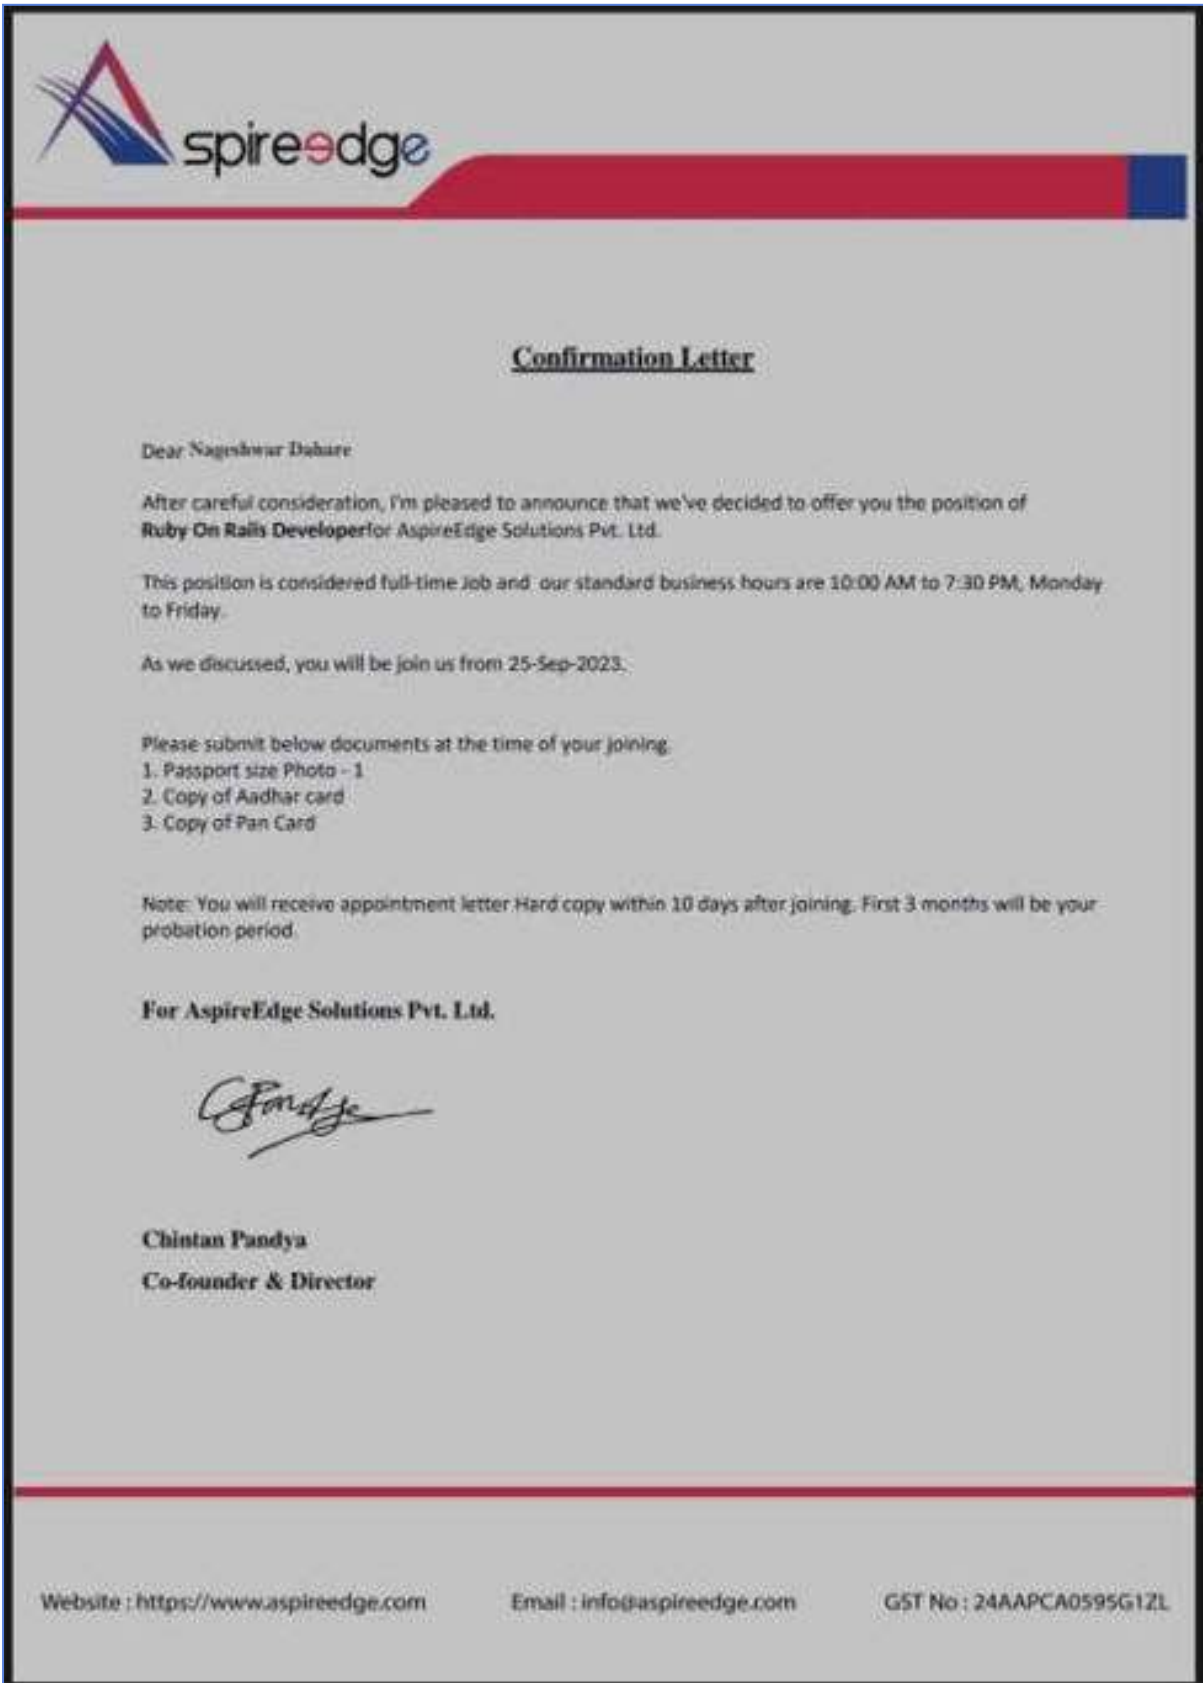 Aspireedge
Confirmation Letter
Dear Nageshwar Dahare
After careful consideration, I'm pleased to announce that we've decided to offer you the position of
Ruby On Rails Developerfor AspireEdge Solutions Pvt. Ltd.
This position is considered full-time Job and our standard business hours are 10:00 AM to 7:30 PM, Monday
to Friday.
As we discussed, you will be join us from 25-Sep-2023.
Please submit below documents at the time of your joining.
1. Passport size Photo - 1
2. Copy of Aadhar card
3. Copy of Pan Card
Note: You will receive appointment letter Hard copy within 10 days after joining. First 3 months will be your
probation period.
For AspireEdge Solutions Pvt. Ltd.
CPandya
Chintan Pandya
Co-founder & Director
Website : https://www.aspireedge.com Email : info@aspireedge.com GST No : 24AAPCA0595G1ZL